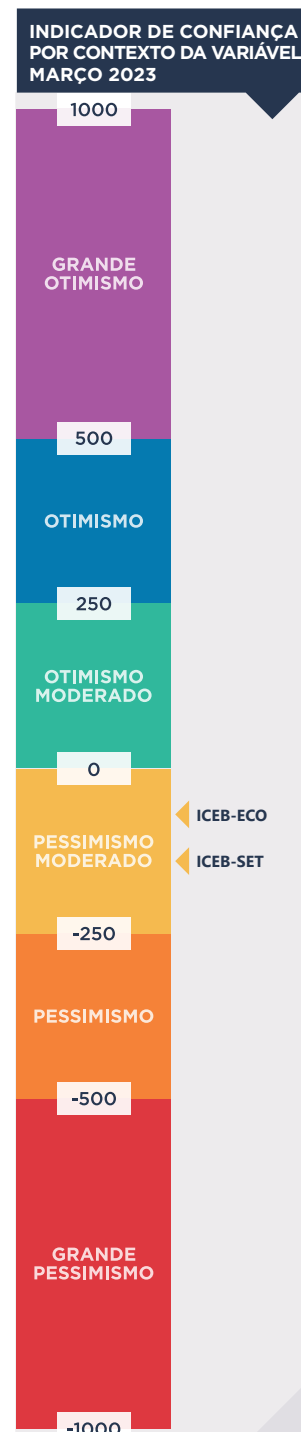 INDICADOR DE CONFIANÇA
POR CONTEXTO DA VARIÁVEL
MARÇO 2023
1000
GRANDE
OTIMISMO
500
OTIMISMO
250
OTIMISMO
MODERADO
0
ICEB-ECO
PESSIMISMO
MODERADO
ICEB-SET
-250
PESSIMISMO
-500
GRANDE
PESSIMISMO
-1000